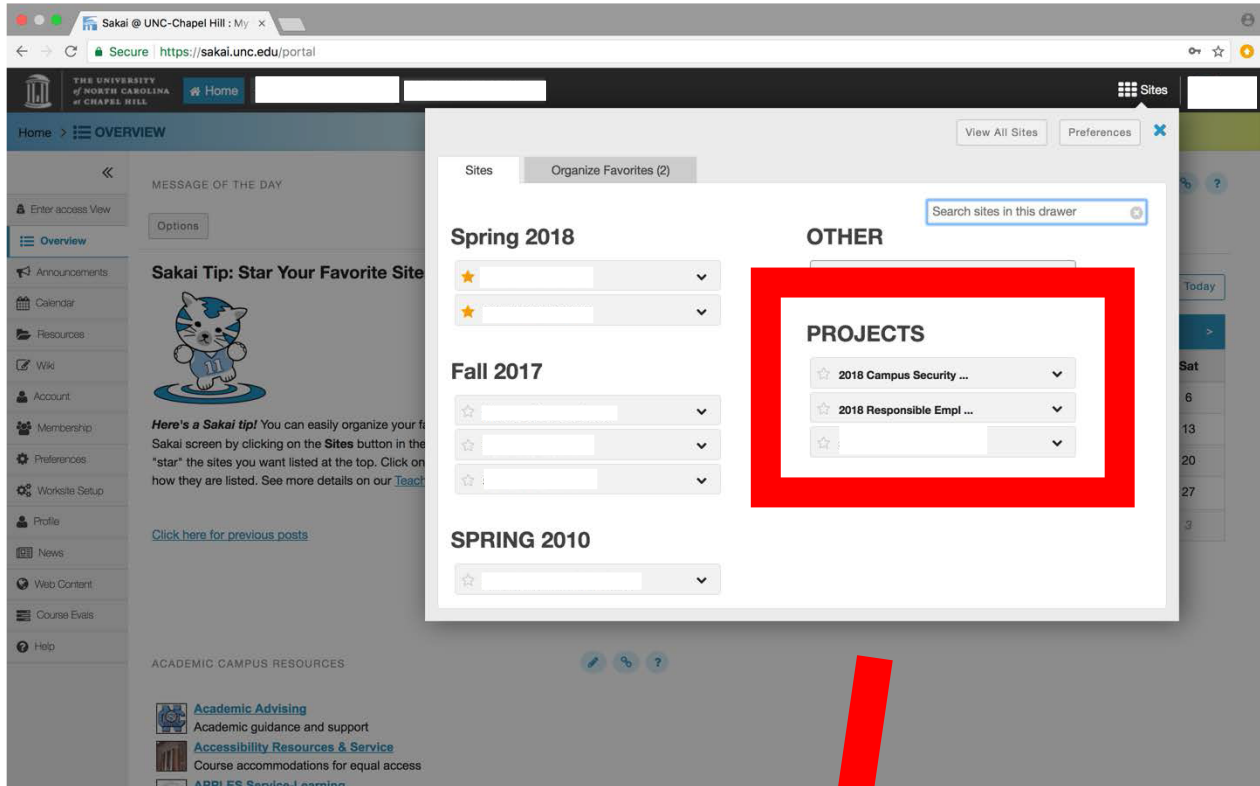 Sakai @ UNC-Chapel Hill : My
Secure https://sakai.unc.edu/portal
THE UNIVERSITY
of NORTH CAROLINA
at CHAPEL HILL
Home
Sites
Home > OVERVIEW
View All Sites
Preferences
Sites
Organize Favorites (2)
Search sites in this drawer
MESSAGE OF THE DAY
Options
Enter access View
Overview
Announcements
Calendar
Resources
Wiki
Account
Membership
Preferences
Worksite Setup
Profile
News
Web Content
Course Evals
Help
Sakai Tip: Star Your Favorite Site
11
Here's a Sakai tip! You can easily organize your
Sakai screen by clicking on the Sites button in the
"star" the sites you want listed at the top. Click on
how they are listed. See more details on our Teach
Click here for previous posts
Spring 2018
Fall 2017
SPRING 2010
OTHER
PROJECTS
2018 Campus Security ...
2018 Responsible Empl ...
Today
>
Sat
6
13
20
27
3
ACADEMIC CAMPUS RESOURCES
Academic Advising
Academic guidance and support
Accessibility Resources & Service
Course accommodations for equal access
APPLES Service-Learning